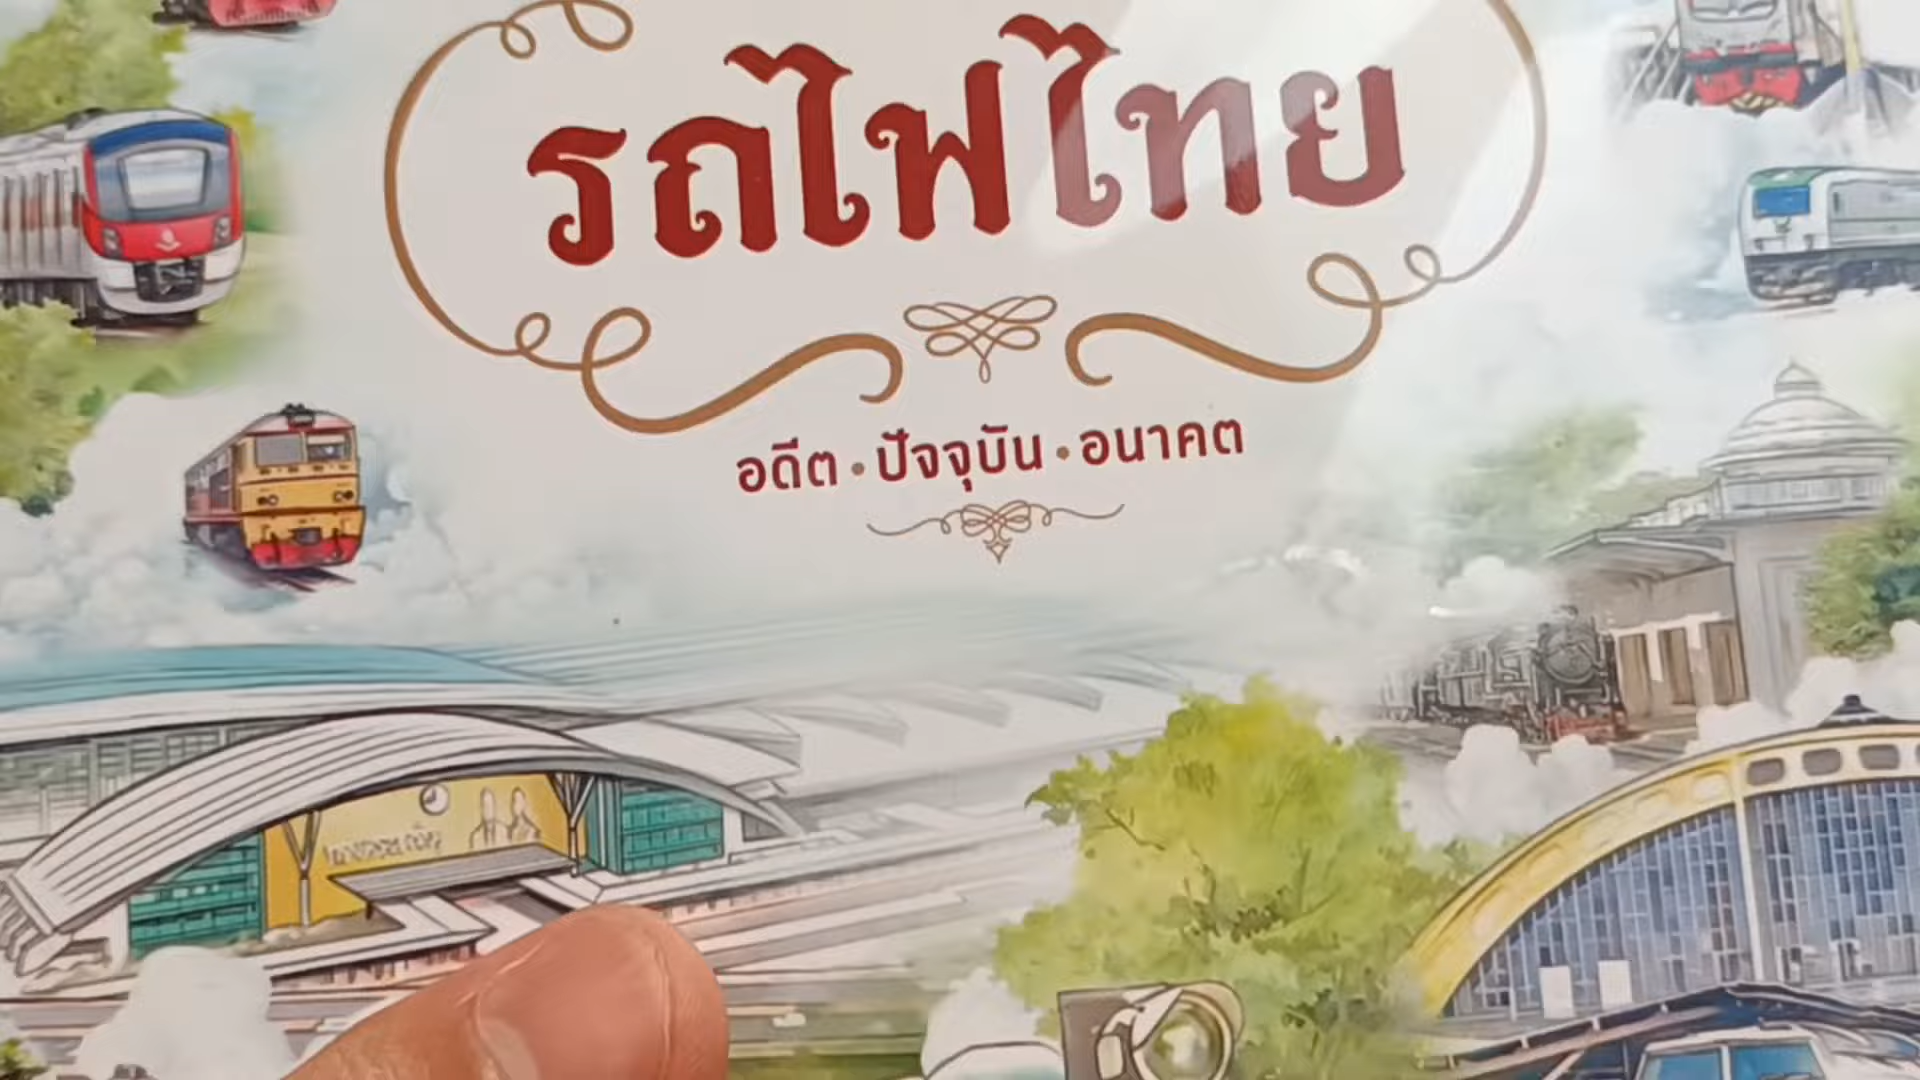 รถไฟไทย
อดีต • ปัจจุบัน • อนาคต